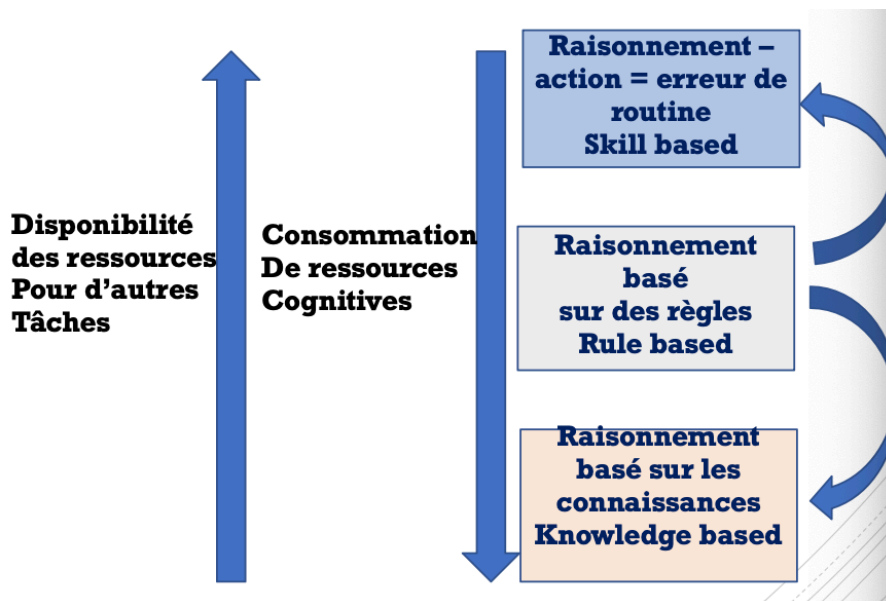 Disponibilité
des ressources
Pour d'autres
Tâches
Consommation
De ressources
Cognitives
Raisonnement –
action = erreur de
routine
Skill based
Raisonnement
basé
sur des règles
Rule based
Raisonnement
basé sur les
connaissances
Knowledge based